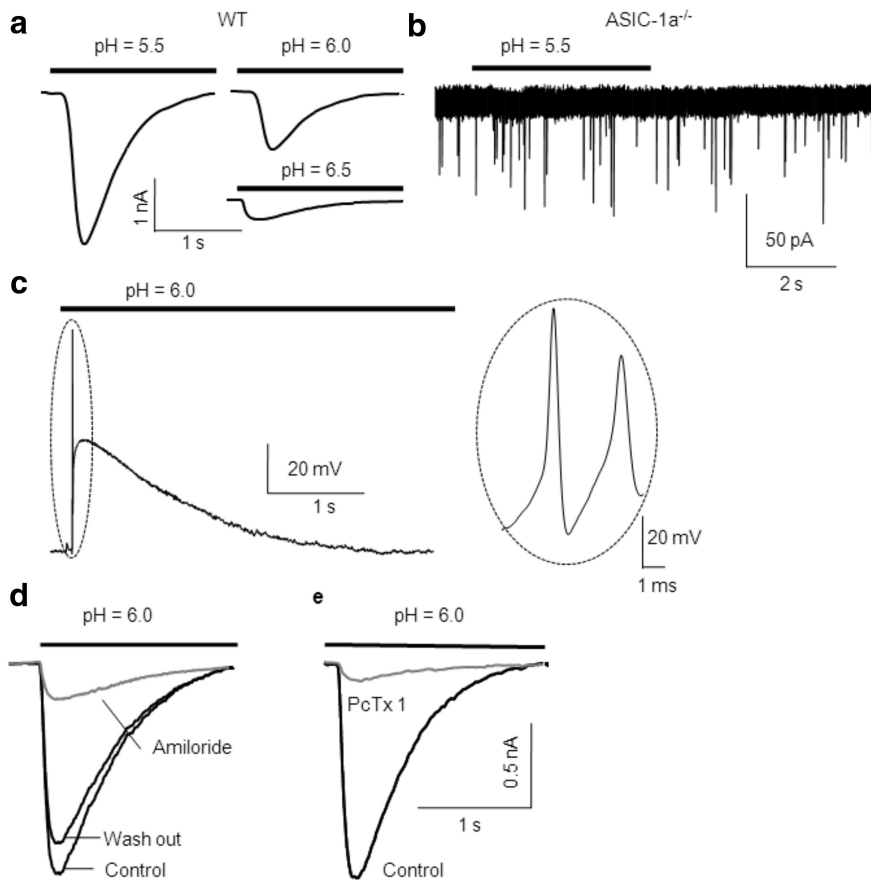 a
WT
pH = 5.5
pH = 6.0
pH = 6.5
1 nA
1 s
b
ASIC-1a-/-
pH = 5.5
50 pA
2 s
c
pH = 6.0
20 mV
1 s
20 mV
1 ms
d
pH = 6.0
Amiloride
Wash out
Control
e
pH = 6.0
PcTx 1
0.5 nA
1 s
Control